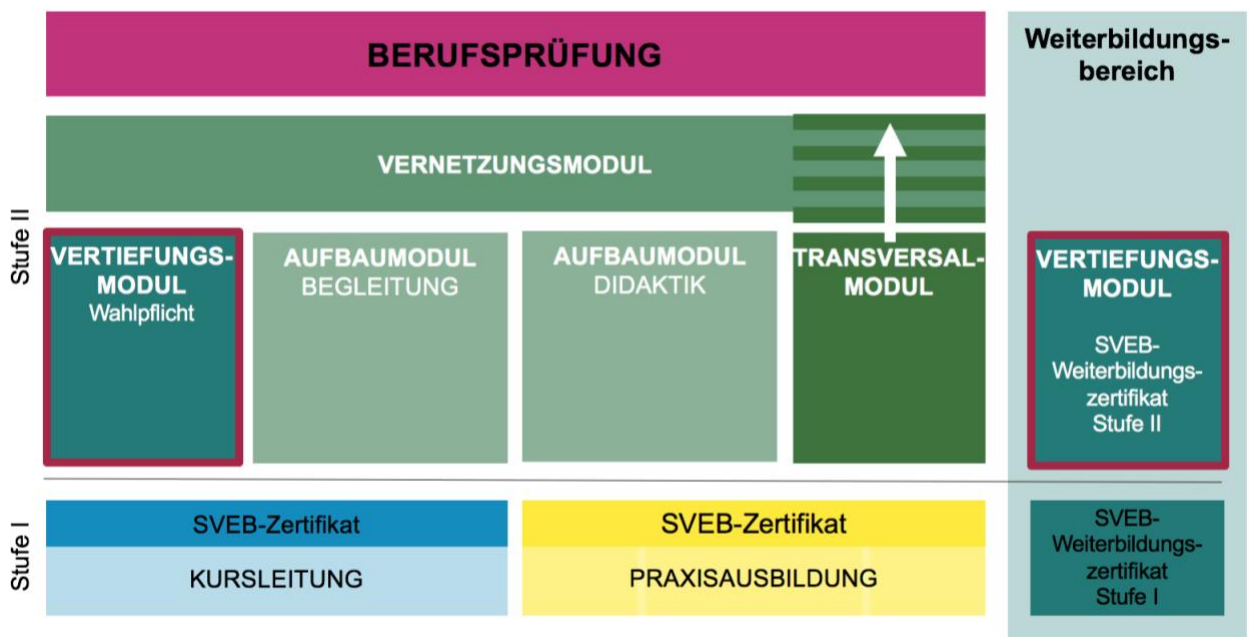 BERUFSPRÜFUNG
Weiterbildungs-
bereich
Stufe II
VERNETZUNGSMODUL
VERTIEFUNGS-
MODUL
Wahlpflicht
AUFBAUMODUL
BEGLEITUNG
AUFBAUMODUL
DIDAKTIK
TRANSVERSAL-
MODUL
VERTIEFUNGS-
MODUL
SVEB-
Weiterbildungs-
zertifikat
Stufe II
Stufe I
SVEB-Zertifikat
KURSLEITUNG
SVEB-Zertifikat
PRAXISAUSBILDUNG
SVEB-
Weiterbildungs-
zertifikat
Stufe I